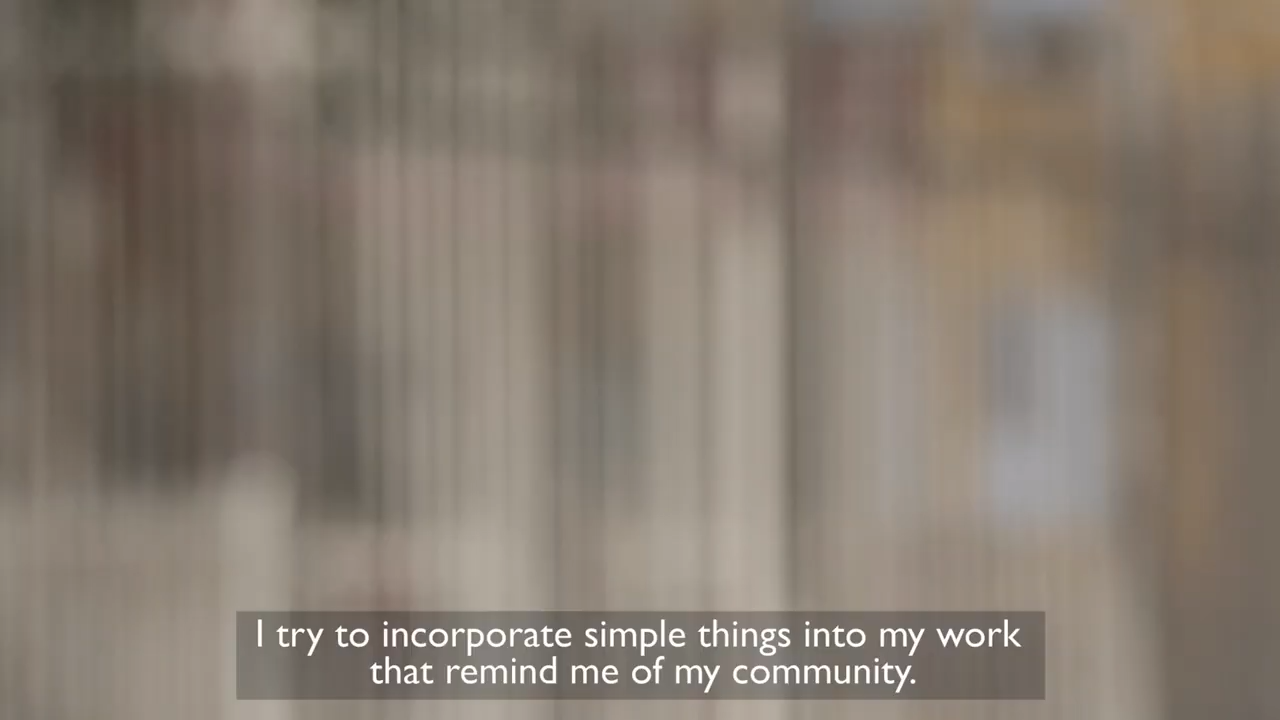 I try to incorporate simple things into my work
that remind me of my community.